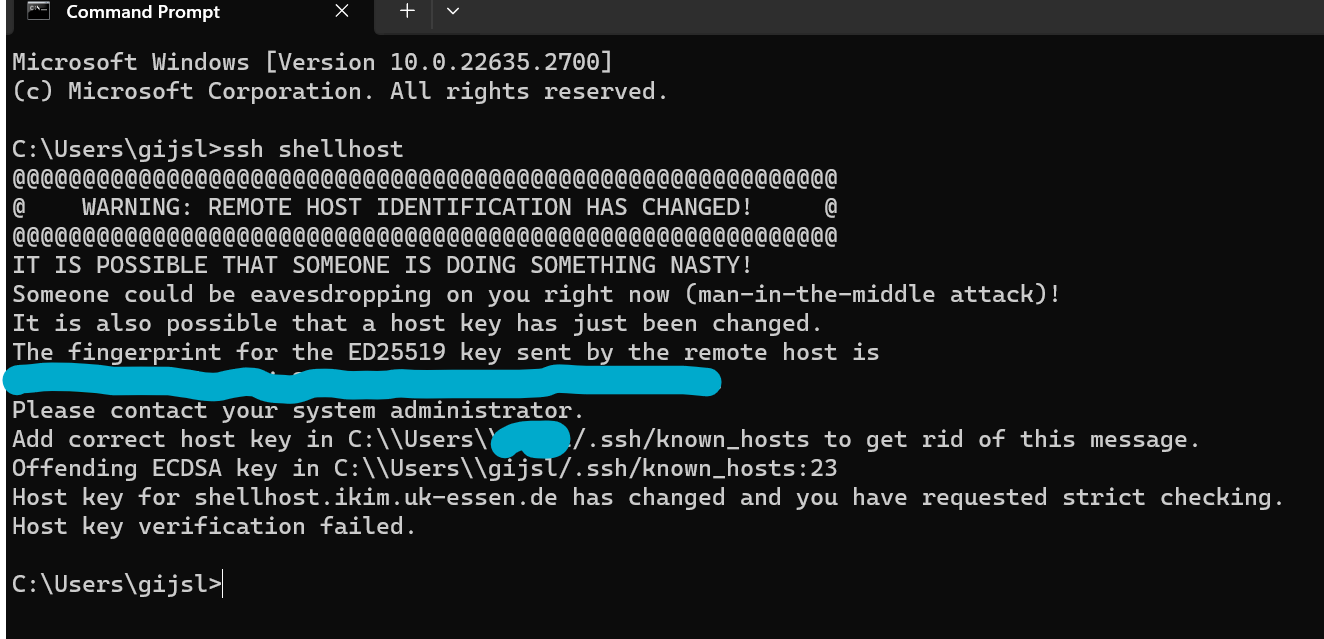 Command Prompt
Microsoft Windows [Version 10.0.22635.2700]
(c) Microsoft Corporation. All rights reserved.
C:\Users\gijsl>ssh shellhost
@@@@@@@@@@@@@@@@@@@@@@@@@@@@@@@@@@@@@@@@@@@@@@@@@@@@@@@@@@@
@    WARNING: REMOTE HOST IDENTIFICATION HAS CHANGED!     @
@@@@@@@@@@@@@@@@@@@@@@@@@@@@@@@@@@@@@@@@@@@@@@@@@@@@@@@@@@@
IT IS POSSIBLE THAT SOMEONE IS DOING SOMETHING NASTY!
Someone could be eavesdropping on you right now (man-in-the-middle attack)!
It is also possible that a host key has just been changed.
The fingerprint for the ED25519 key sent by the remote host is
Please contact your system administrator.
Add correct host key in C:\\Users\\/.ssh/known_hosts to get rid of this message.
Offending ECDSA key in C:\\Users\\gijsl/.ssh/known_hosts:23
Host key for shellhost.ikim.uk-essen.de has changed and you have requested strict checking.
Host key verification failed.
C:\Users\gijsl>